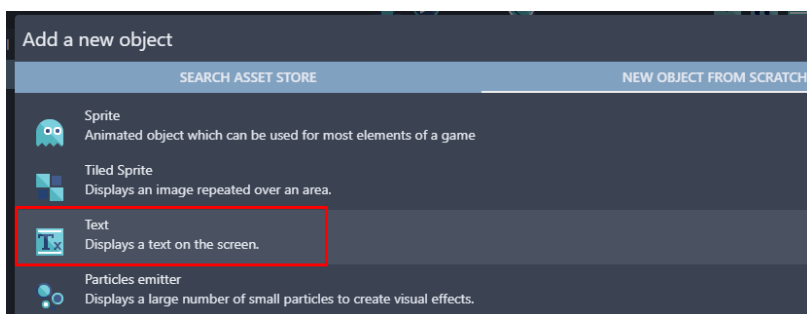 Add a new object
SEARCH ASSET STORE
NEW OBJECT FROM SCRATCH
Sprite
Animated object which can be used for most elements of a game
Tiled Sprite
Displays an image repeated over an area.
Tx
Text
Displays a text on the screen.
Particles emitter
Displays a large number of small particles to create visual effects.